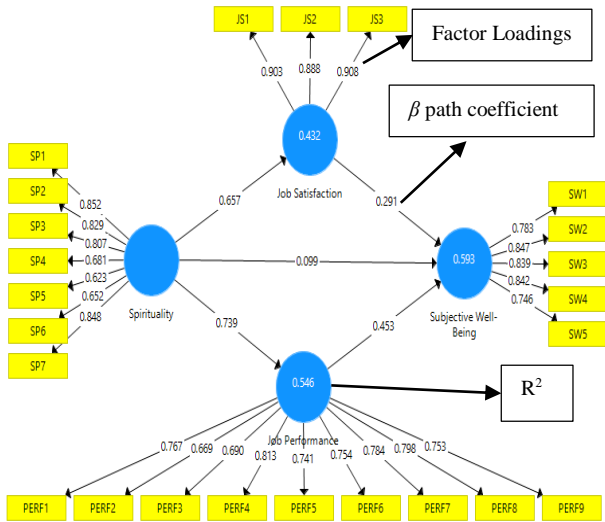 JS1 JS2 JS3
Factor Loadings
0.903 0.888 0.908
β path coefficient
0.432
Job Satisfaction
SP1
SP2
SP3
SP4
SP5
SP6
SP7
0.852
0.829
0.807
0.681
0.623
0.652
0.848
Spirituality
0.657
0.291
0.099
0.739
0.453
0.593
Subjective Well-
Being
0.783
0.847
0.839
0.842
0.746
SW1
SW2
SW3
SW4
SW5
0.546
R²
Job Performance
0.767 0.669 0.690 0.813 0.741 0.754 0.784 0.798 0.753
PERF1 PERF2 PERF3 PERF4 PERF5 PERF6 PERF7 PERF8 PERF9